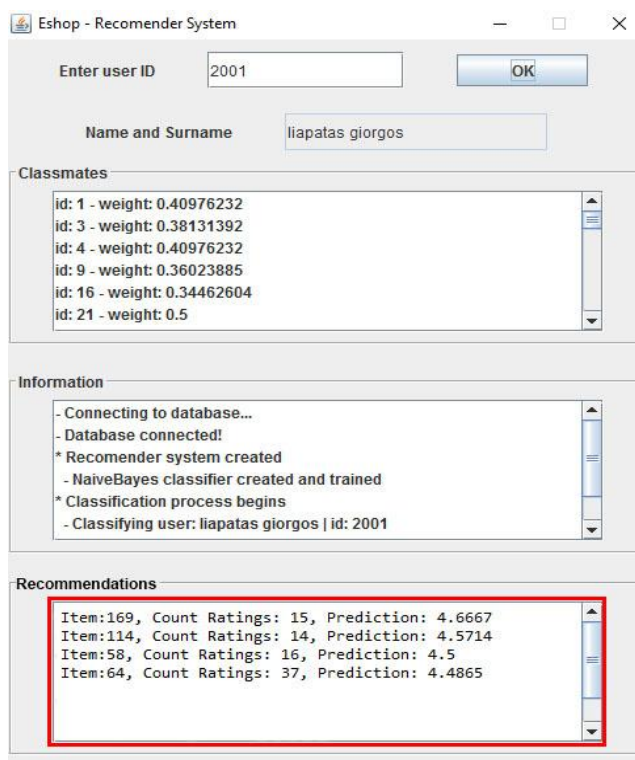 Eshop - Recomender System
Enter user ID 2001 OK
Name and Surname liapatas giorgos
Classmates
id: 1 - weight: 0.40976232
id: 3 - weight: 0.38131392
id: 4 - weight: 0.40976232
id: 9 - weight: 0.36023885
id: 16 - weight: 0.34462604
id: 21 - weight: 0.5
Information
- Connecting to database...
- Database connected!
* Recomender system created
- NaiveBayes classifier created and trained
* Classification process begins
- Classifying user: liapatas giorgos | id: 2001
Recommendations
Item:169, Count Ratings: 15, Prediction: 4.6667
Item:114, Count Ratings: 14, Prediction: 4.5714
Item:58, Count Ratings: 16, Prediction: 4.5
Item:64, Count Ratings: 37, Prediction: 4.4865